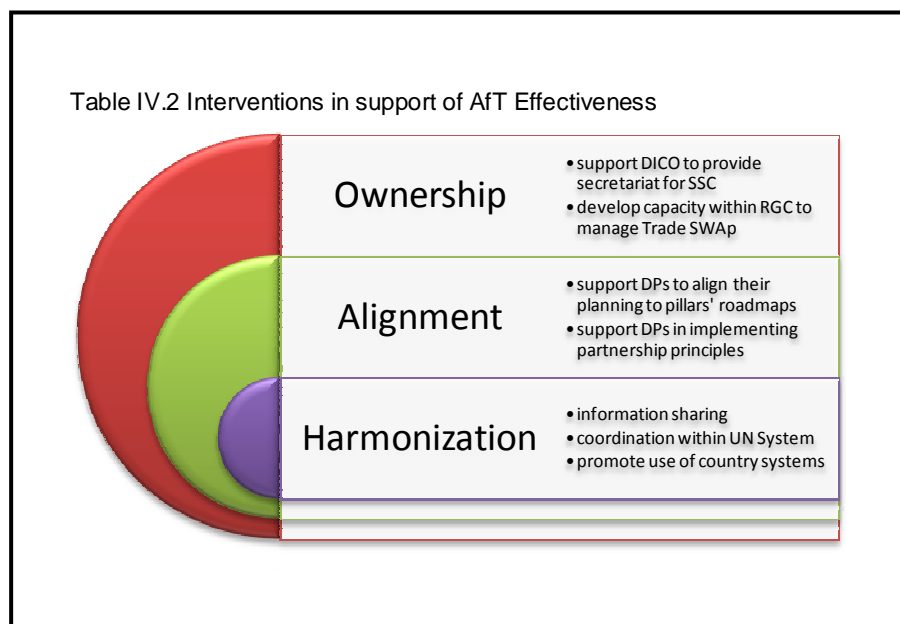 Table IV.2 Interventions in support of AfT Effectiveness
Ownership
• support DICO to provide
secretariat for SSC
• develop capacity within RGC to
manage Trade SWAp
Alignment
• support DPs to align their
planning to pillars' roadmaps
• support DPs in implementing
partnership principles
Harmonization
• information sharing
• coordination within UN System
• promote use of country systems